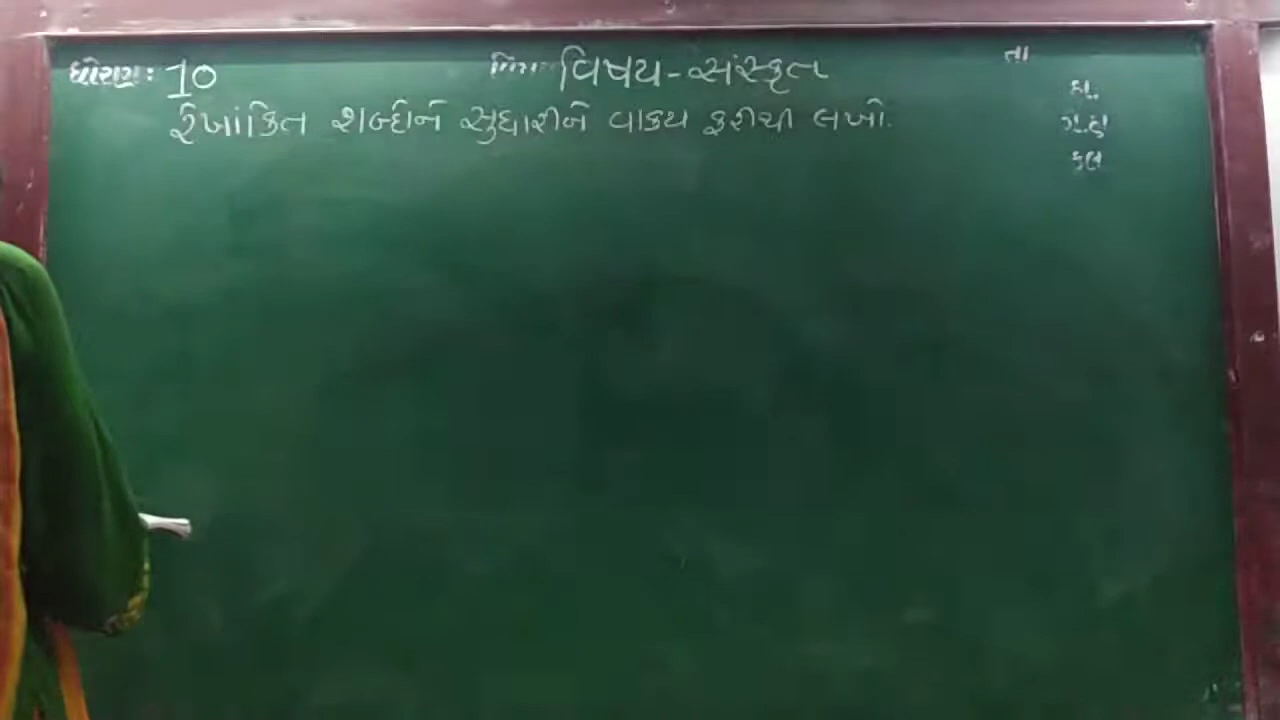 ધોરણ: 10 વિષય-સંસ્કૃત તા
રેખાંકિત શબ્દોને સુધારીને વાક્ય ફરીથી લખો.
હા.
ગે.હા
કુલ